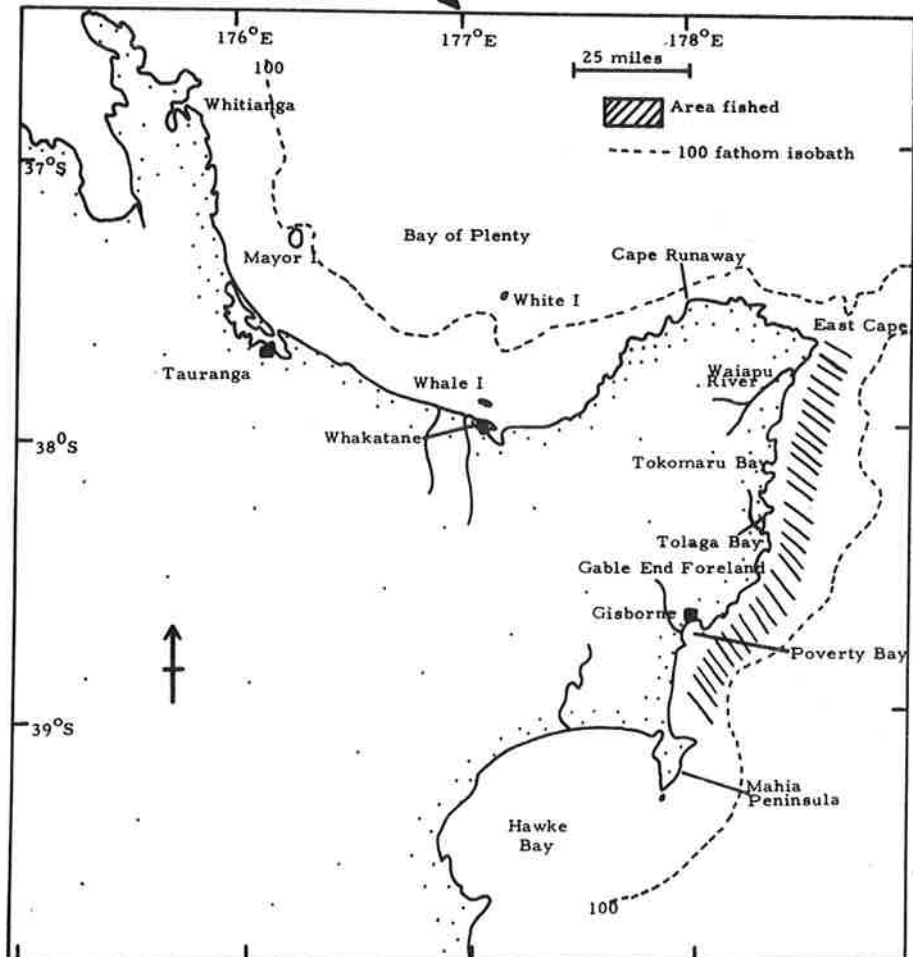 176°E
177°E
178°E
100
25 miles
Whitianga
Area fished
100 fathom isobath
37°S
Bay of Plenty
Cape Runaway
Mayor I
White I
East Cape
Tauranga
Whale I
Waiapu
River
Whakatane
38°S
Tokomaru Bay
Tolaga Bay
Gable End Foreland
Gisborne
Poverty Bay
39°S
Mahia
Peninsula
Hawke
Bay
100